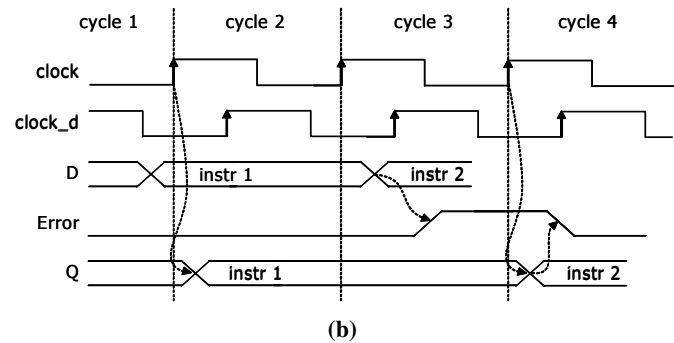 cycle 1 cycle 2 cycle 3 cycle 4
clock
clock_d
D instr 1 instr 2
Error
Q instr 1 instr 2
(b)